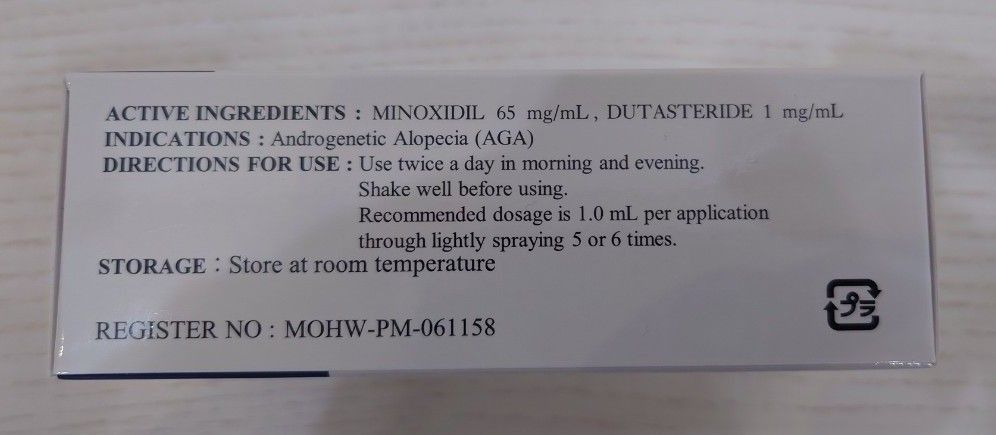 ACTIVE INGREDIENTS : MINOXIDIL 65 mg/mL , DUTASTERIDE 1 mg/mL
INDICATIONS : Androgenetic Alopecia (AGA)
DIRECTIONS FOR USE : Use twice a day in morning and evening.
Shake well before using.
Recommended dosage is 1.0 mL per application
through lightly spraying 5 or 6 times.
STORAGE : Store at room temperature
プラ
REGISTER NO : MOHW-PM-061158